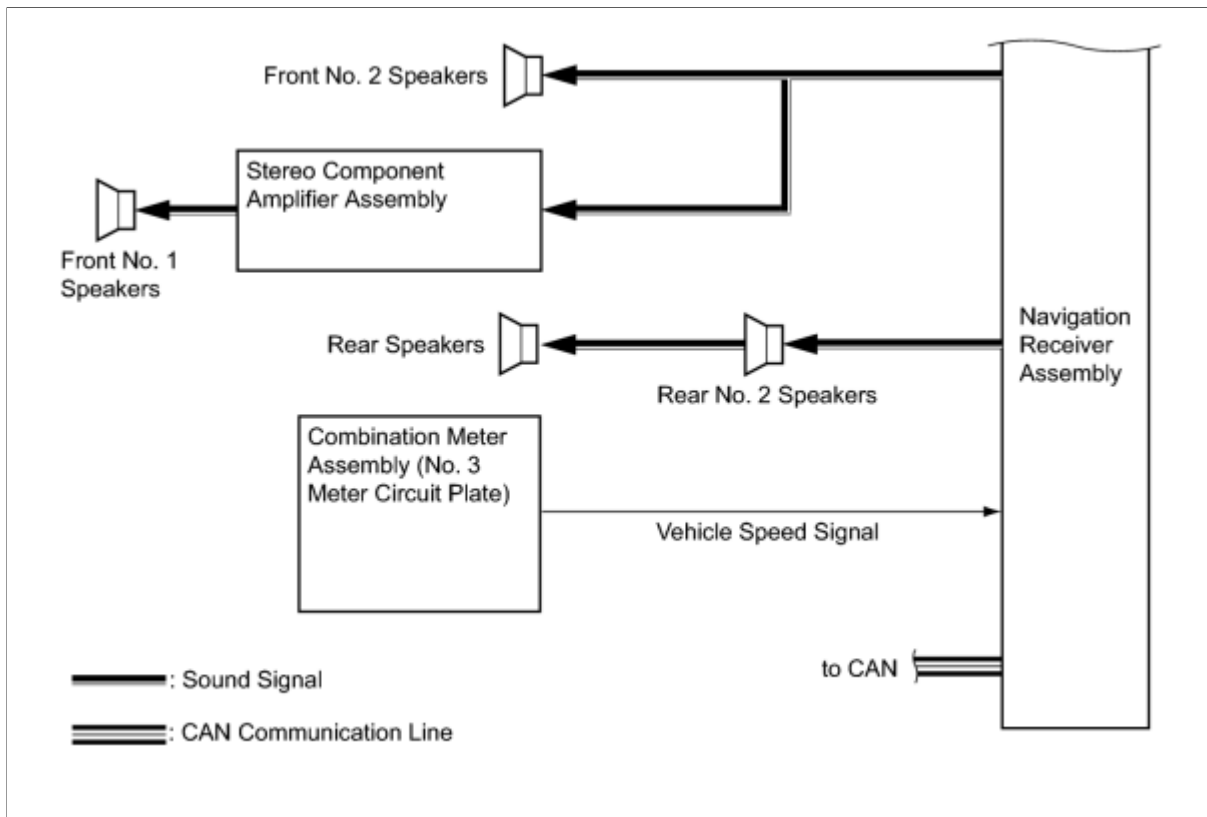 Front No. 2 Speakers
Stereo Component
Amplifier Assembly
Front No. 1
Speakers
Navigation
Receiver
Assembly
Rear Speakers
Rear No. 2 Speakers
Combination Meter
Assembly (No. 3
Meter Circuit Plate)
Vehicle Speed Signal
to CAN
: Sound Signal
: CAN Communication Line